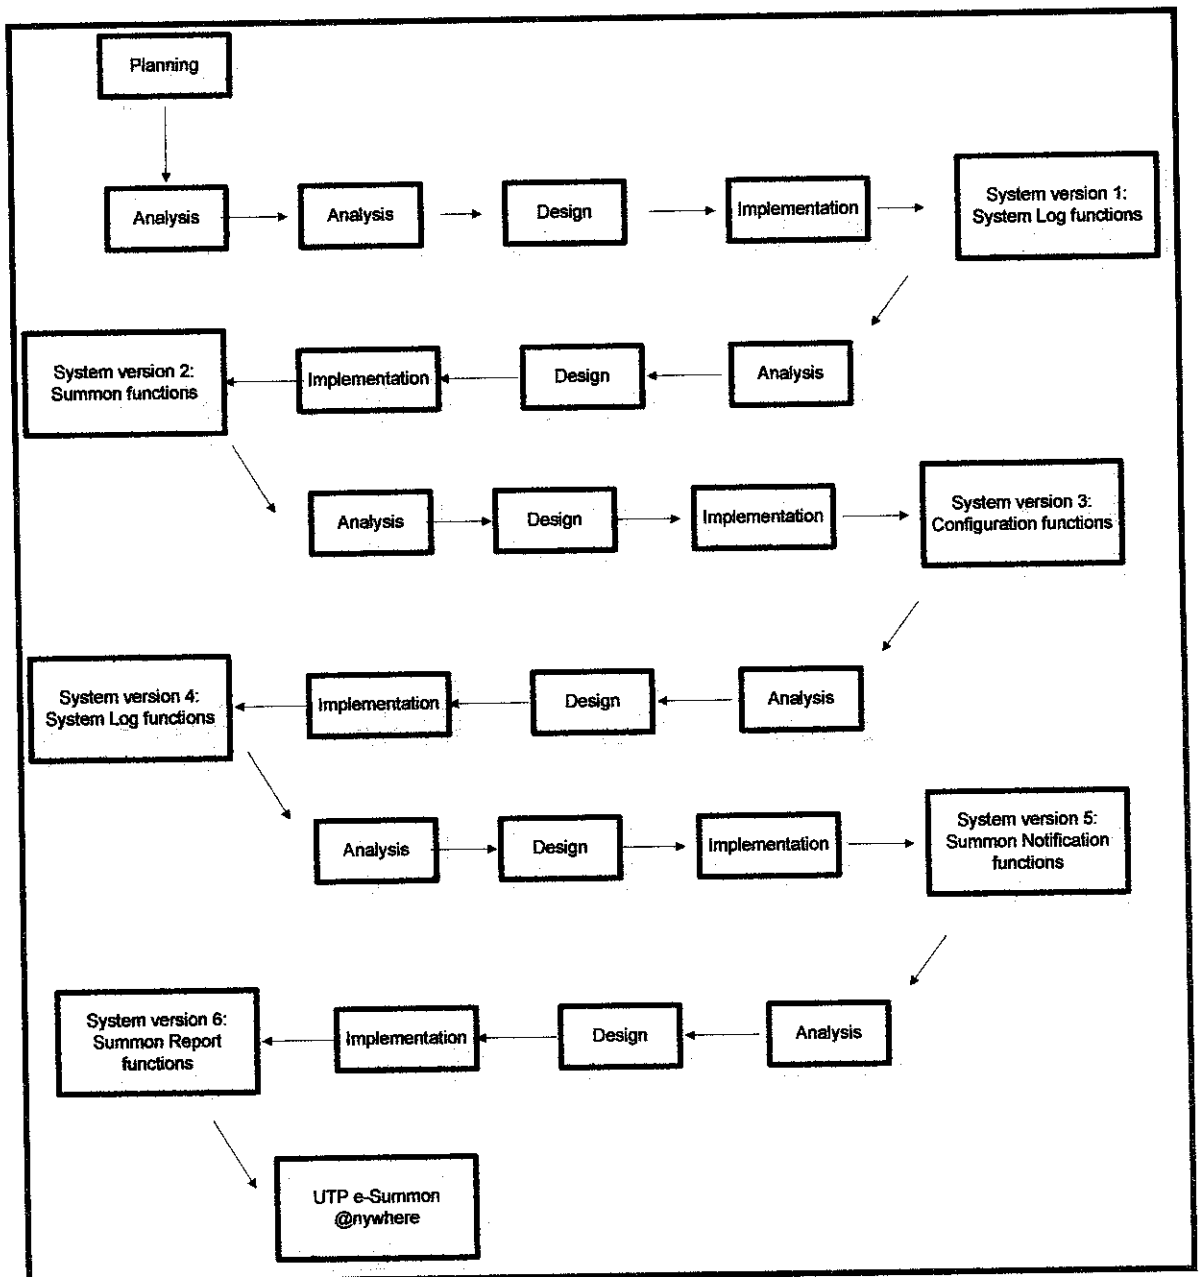 Planning
Analysis
Analysis
Design
Implementation
System version 1:
System Log functions
System version 2:
Summon functions
Implementation
Design
Analysis
Analysis
Design
Implementation
System version 3:
Configuration functions
System version 4:
System Log functions
Implementation
Design
Analysis
Analysis
Design
Implementation
System version 5:
Summon Notification
functions
System version 6:
Summon Report
functions
Implementation
Design
Analysis
UTP e-Summon
@nywhere